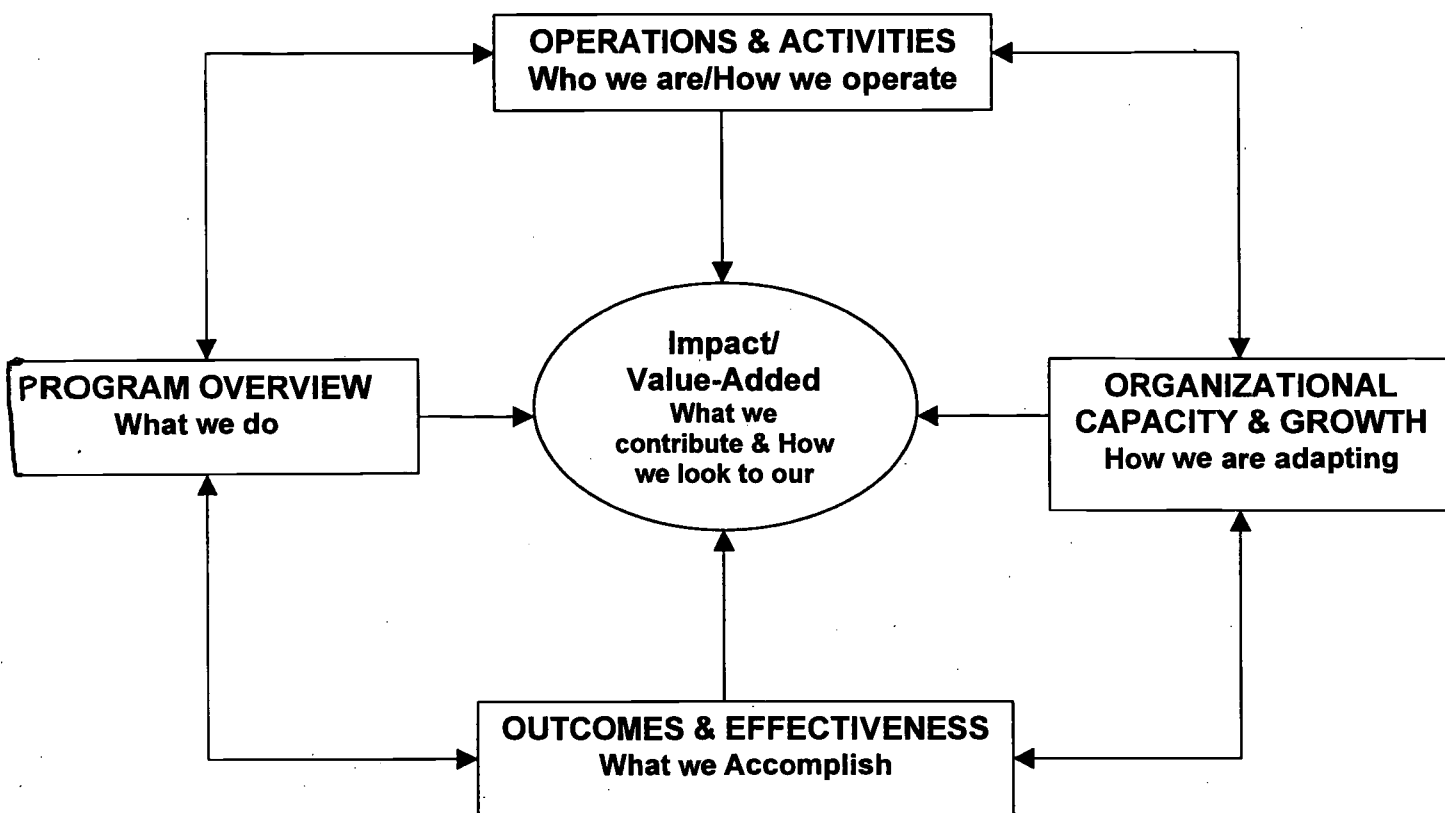 OPERATIONS & ACTIVITIES
Who we are/How we operate
Impact/
Value-Added
What we
contribute & How
we look to our
PROGRAM OVERVIEW
What we do
ORGANIZATIONAL
CAPACITY & GROWTH
How we are adapting
OUTCOMES & EFFECTIVENESS
What we Accomplish